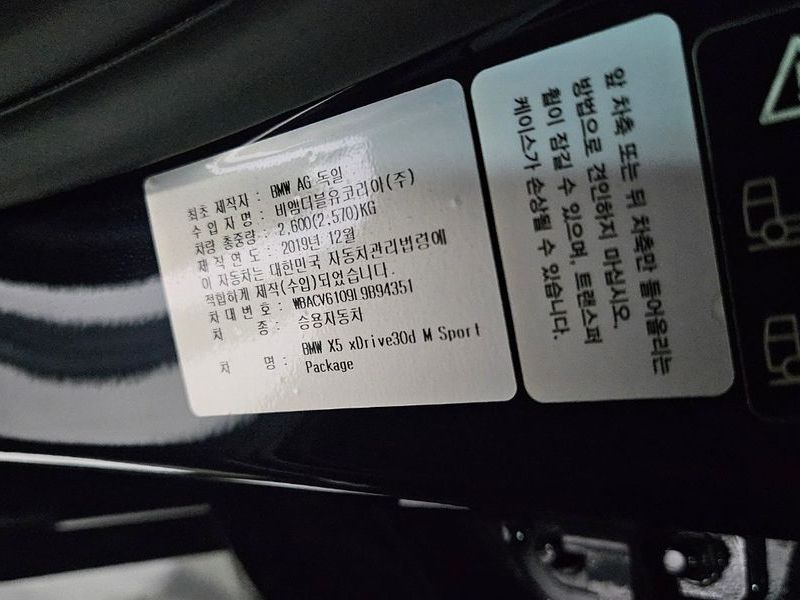 최초 제작자 : BMW AG 독일
수 입 자 명 : 비엠더블유코리아(주)
차량 총중량 : 2.600(2.570)KG
제 작 연 도 : 2019년 12월
이 자동차는 대한민국 자동차관리법령에
적합하게 제작(수입)되었습니다.
차 대 번 호 : WBACV6109L9B94351
차 종 : 승용자동차
차 명 : BMW X5 xDrive30d M Sport
Package
앞 차축 또는 뒤 차축만 들어올리는
방법으로 견인하지 마십시오.
휠이 잠길 수 있으며, 트랜스퍼
케이스가 손상될 수 있습니다.